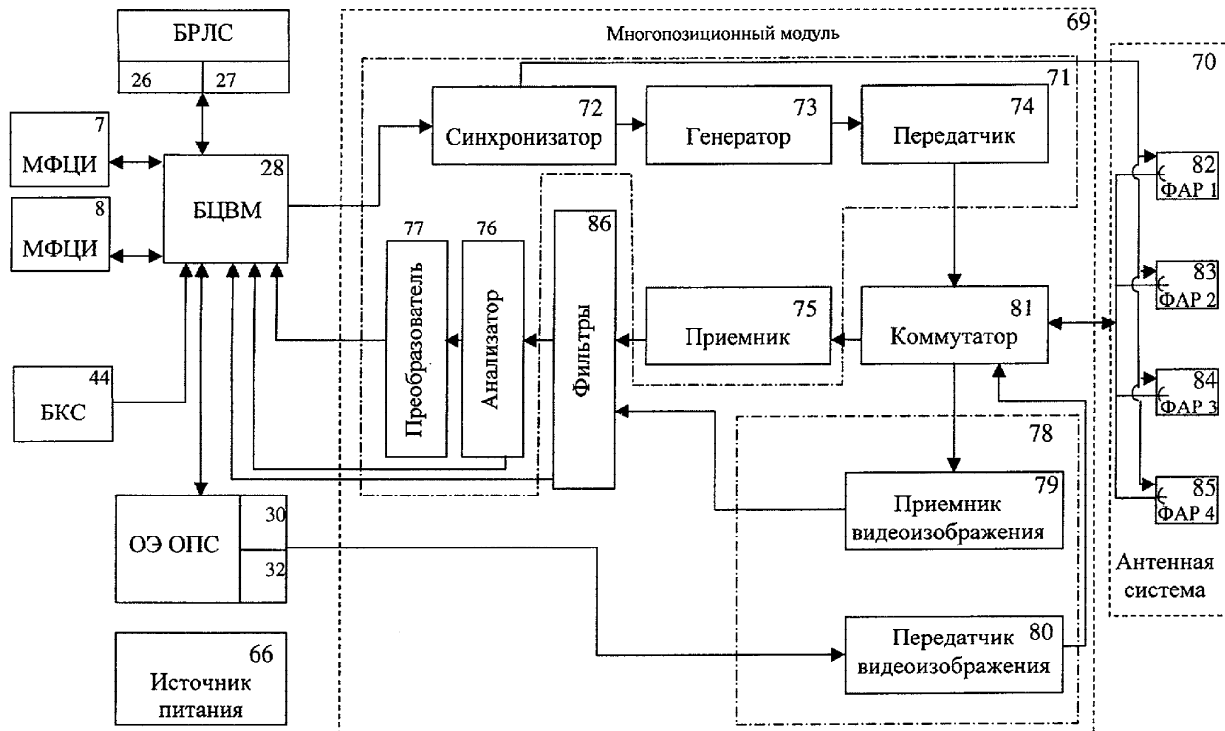 БРЛС
26 27
7
МФЦИ
8
МФЦИ
28
БЦВМ
44
БКС
30
ОЭ ОПС
32
66
Источник
питания
Многопозиционный модуль
69
71
72
Синхронизатор
73
Генератор
74
Передатчик
77
Преобразователь
76
Анализатор
86
Фильтры
75
Приемник
81
Коммутатор
78
79
Приемник
видеоизображения
80
Передатчик
видеоизображения
70
82
ФАР 1
83
ФАР 2
84
ФАР 3
85
ФАР 4
Антенная
система